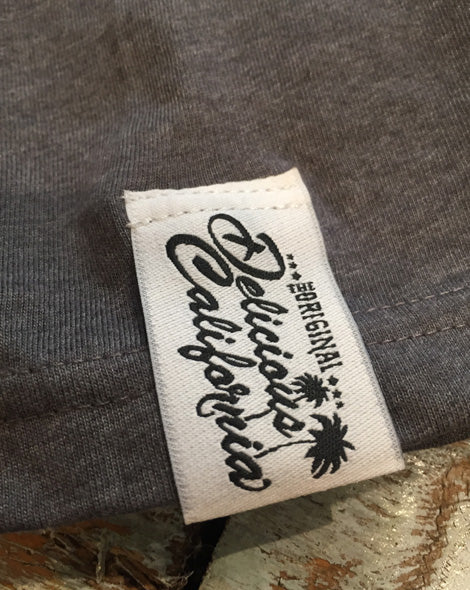 THE ORIGINAL
Delicious
California